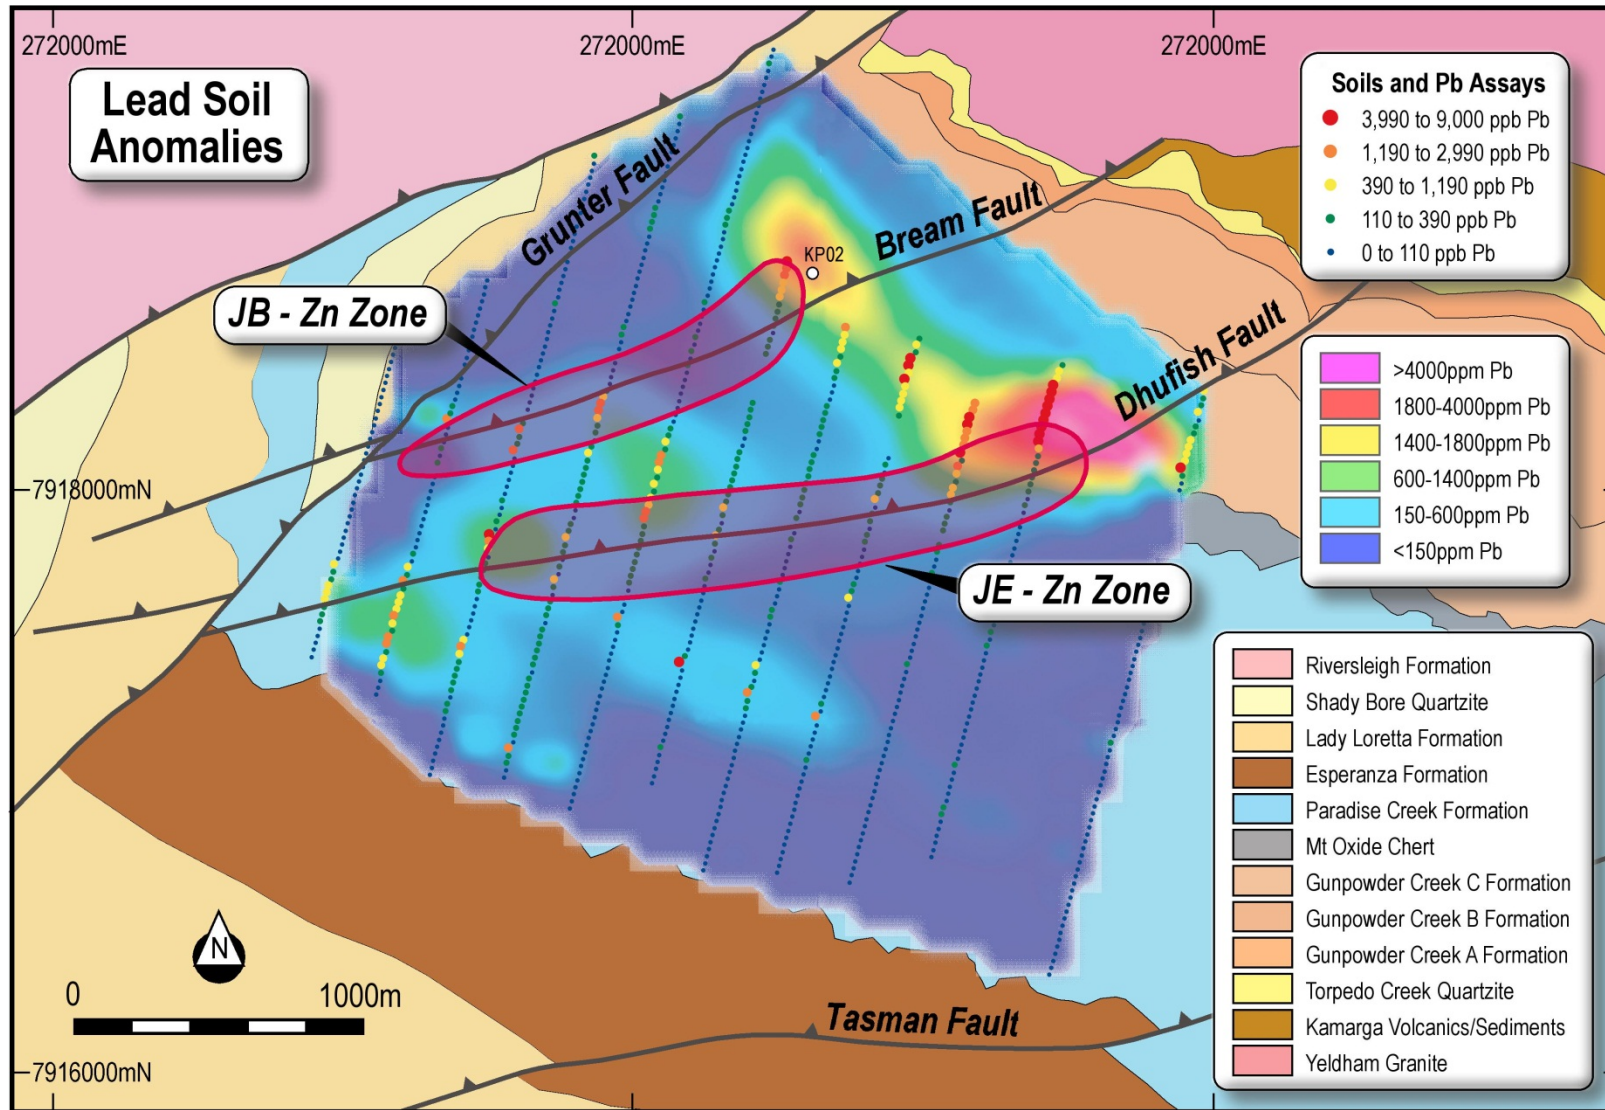 272000mE
272000mE
272000mE
Lead Soil
Anomalies
Soils and Pb Assays
3,990 to 9,000 ppb Pb
1,190 to 2,990 ppb Pb
390 to 1,190 ppb Pb
110 to 390 ppb Pb
0 to 110 ppb Pb
Grunter Fault
Bream Fault
KP02
JB - Zn Zone
Dhufish Fault
>4000ppm Pb
1800-4000ppm Pb
1400-1800ppm Pb
600-1400ppm Pb
150-600ppm Pb
<150ppm Pb
7918000mN
JE - Zn Zone
Riversleigh Formation
Shady Bore Quartzite
Lady Loretta Formation
Esperanza Formation
Paradise Creek Formation
Mt Oxide Chert
Gunpowder Creek C Formation
Gunpowder Creek B Formation
Gunpowder Creek A Formation
Torpedo Creek Quartzite
Kamarga Volcanics/Sediments
Yeldham Granite
N
0 1000m
Tasman Fault
7916000mN